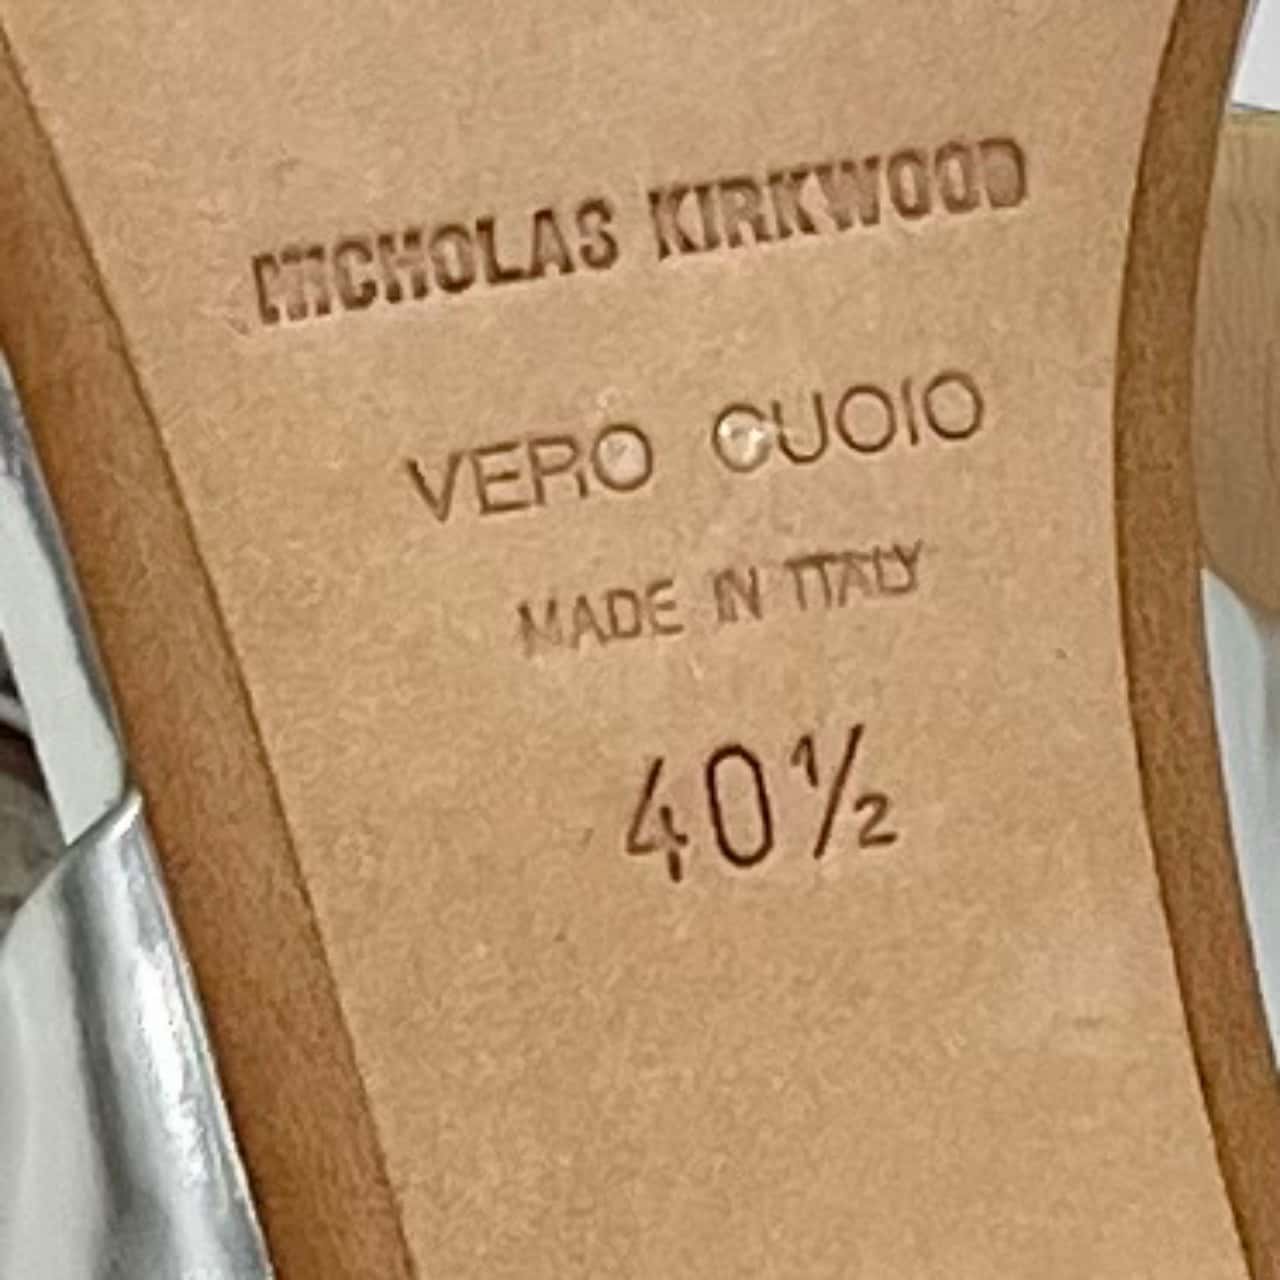 NICHOLAS KIRKWOOD
VERO CUOIO
MADE IN ITALY
40½